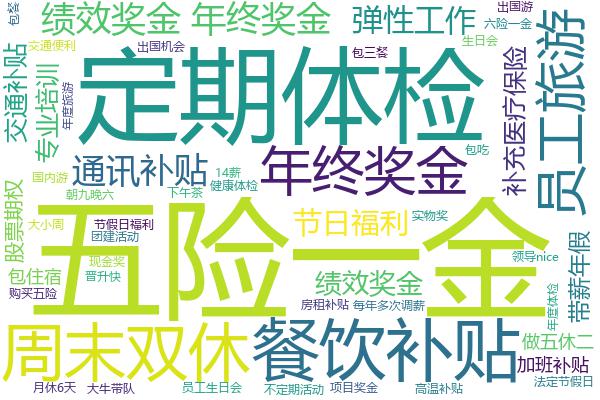 包餐
绩效奖金
年终奖金
弹性工作
出国游
六险一金
员工旅游
交通便利
出国机会
包三餐
生日会
交通补贴
专业培训
年度旅游
定期体检
补充医疗保险
通讯补贴
年终奖金
包吃
国内游
14薪
健康体检
朝九晚六
下午茶
股票期权
大小周
节假日福利
团建活动
五险一金
节日福利
实物奖
带薪年假
现金奖
晋升快
领导nice
包住宿
购买五险
绩效奖金
年度体检
房租补贴
每年多次调薪
周末双休
餐饮补贴
做五休二
加班补贴
月休6天
大牛带队
员工生日会
不定期活动
项目奖金
高温补贴
法定节假日